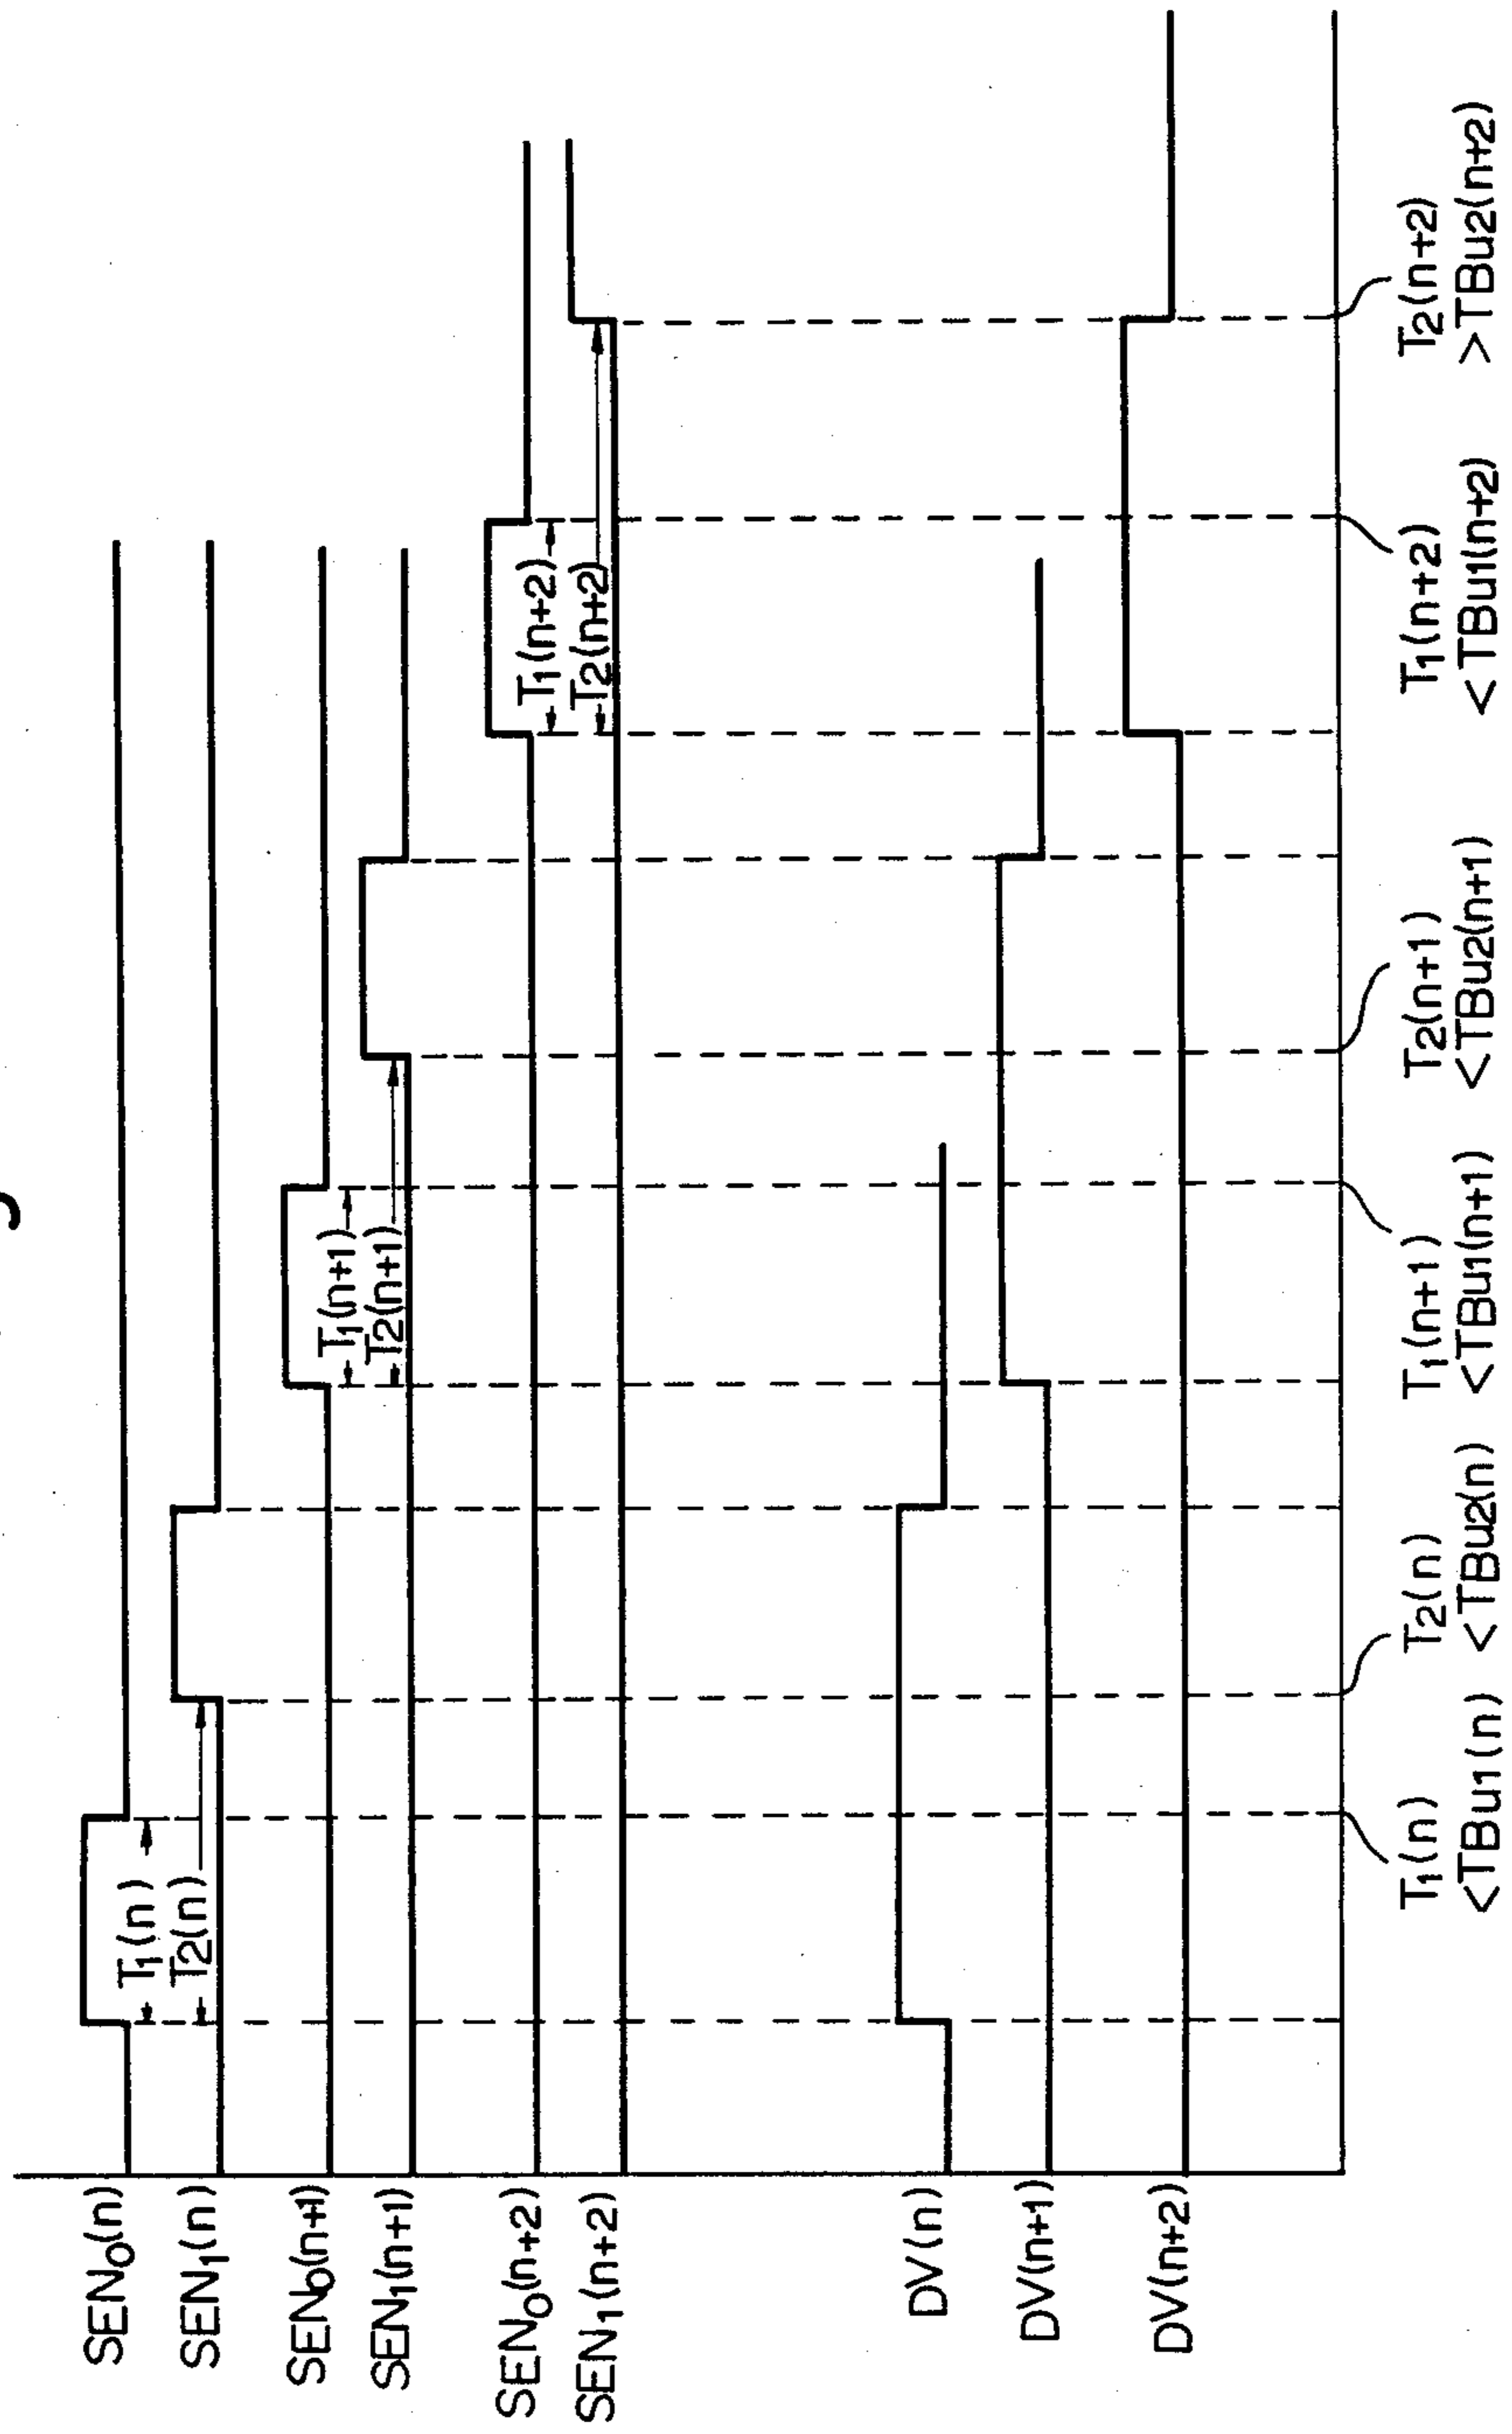 SEN0(n)
T1(n)
SEN1(n)
T2(n)
SEN0(n+1)
T1(n+1)
SEN1(n+1)
T2(n+1)
SEN0(n+2)
T1(n+2)
SEN1(n+2)
T2(n+2)
DV(n)
DV(n+1)
DV(n+2)
T1(n)
<TBu1(n)
T2(n)
<TBu2(n)
T1(n+1)
<TBu1(n+1)
T2(n+1)
<TBu2(n+1)
T1(n+2)
<TBu1(n+2)
T2(n+2)
>TBu2(n+2)